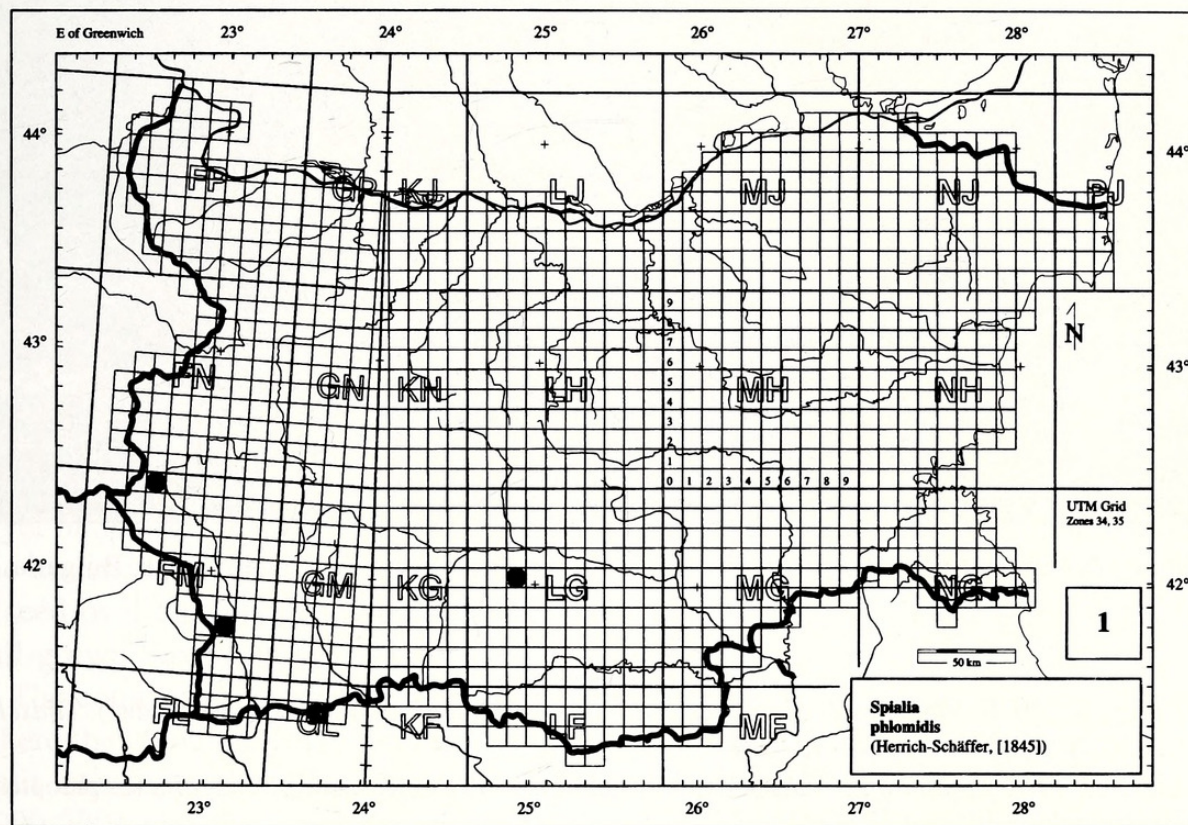 E of Greenwich 23° 24° 25° 26° 27° 28°
44° 44°
FP GP KJ LJ MJ NJ PJ
9
8
7
43° 6 43°
N
FN GN KN LH 5 MH NH
4
3
2
1
0 1 2 3 4 5 6 7 8 9
UTM Grid
Zones 34, 35
42° FM GM KG LG MG NG 42°
1
50 km
FL GL KF LF MF
Spialia
phlomidis
(Herrich-Schäffer, [1845])
23° 24° 25° 26° 27° 28°